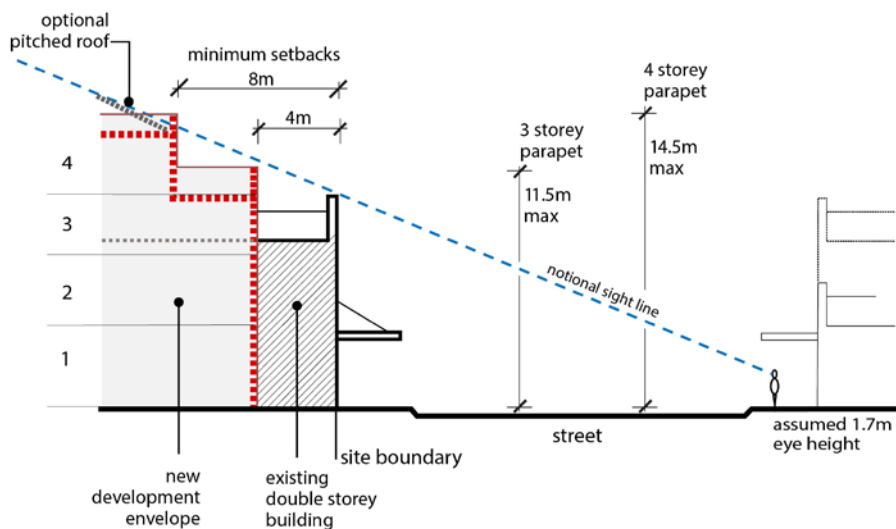 optional
pitched roof
minimum setbacks
8m
4m
3 storey
parapet
11.5m
max
4 storey
parapet
14.5m
max
4
3
2
1
notional sight line
street
assumed 1.7m
eye height
site boundary
new
development
envelope
existing
double storey
building